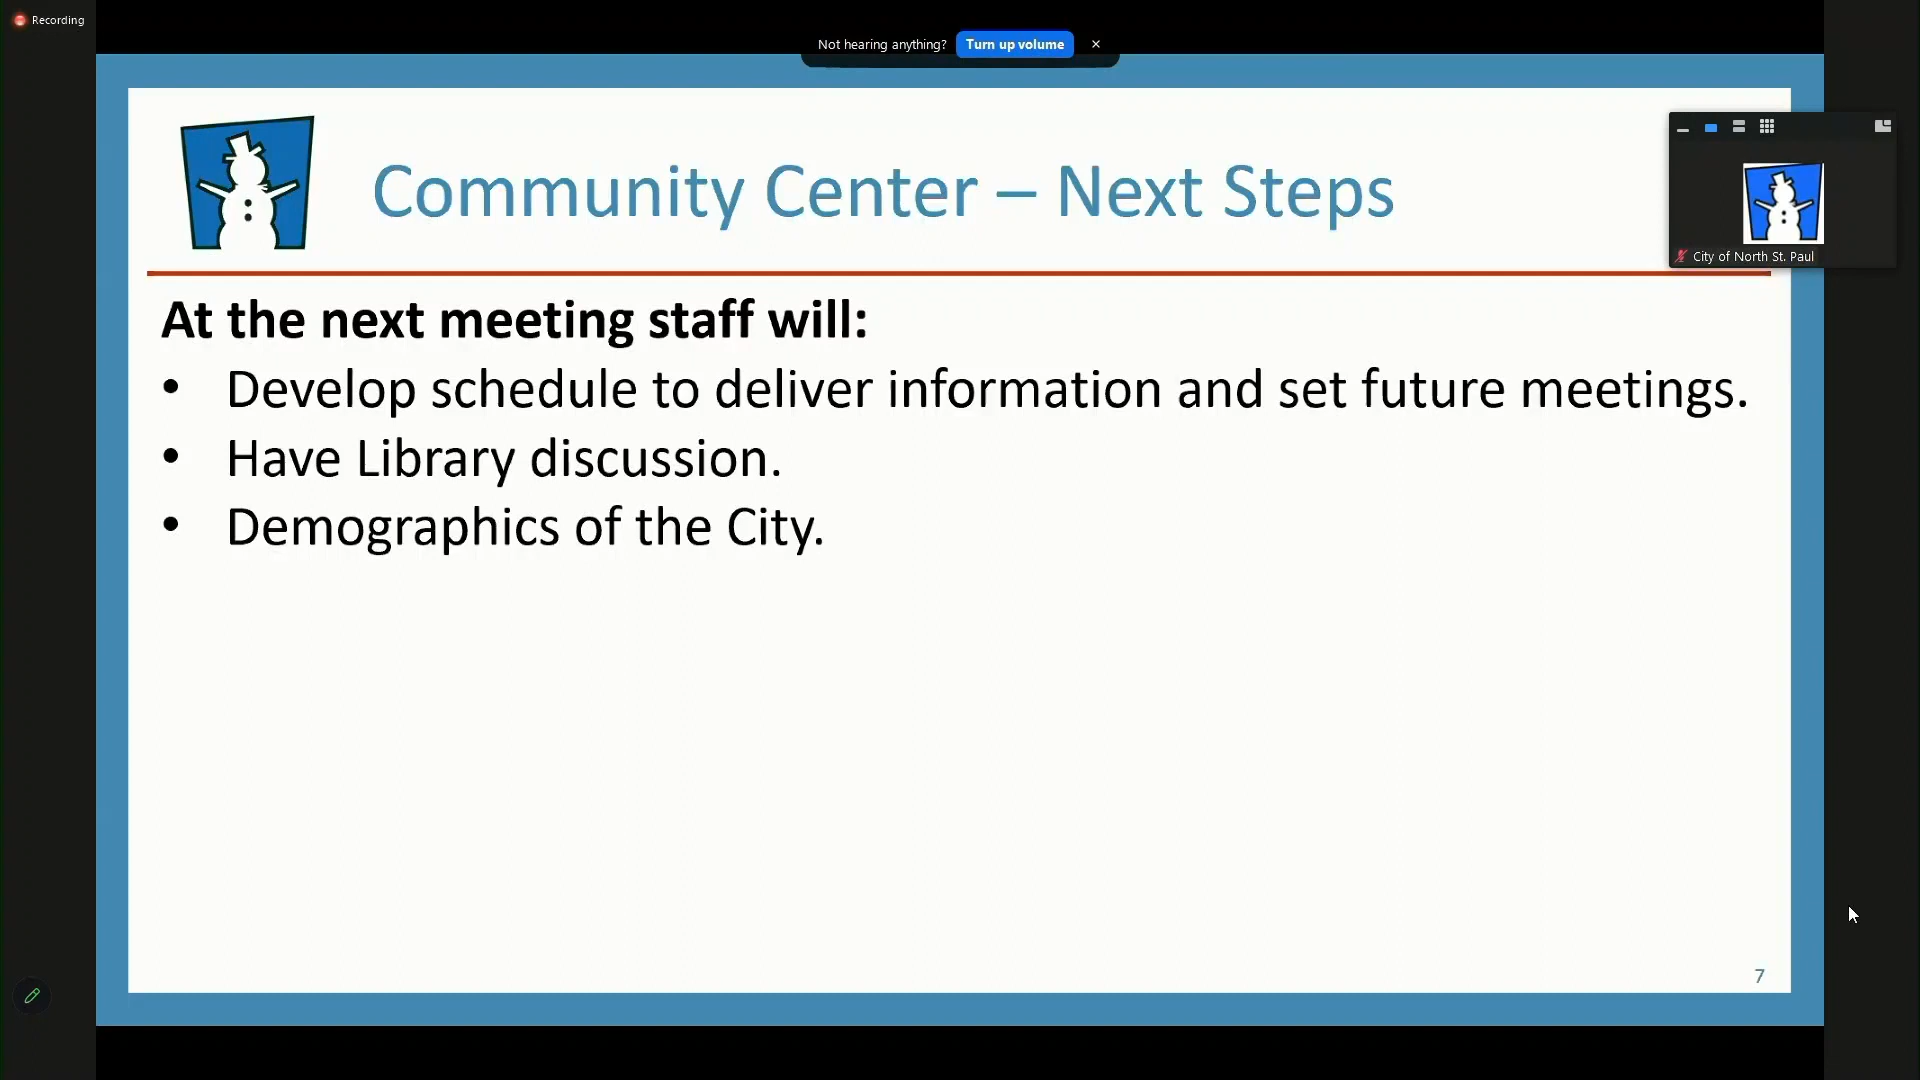 Recording
Not hearing anything? Turn up volume
Community Center – Next Steps
City of North St. Paul
At the next meeting staff will:
• Develop schedule to deliver information and set future meetings.
• Have Library discussion.
• Demographics of the City.
7